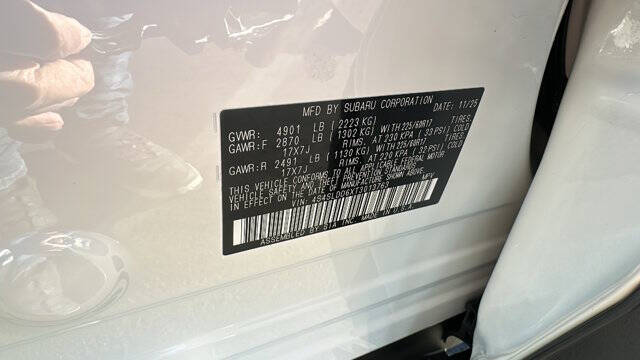 MFD BY SUBARU CORPORATION DATE: 11/25
GVWR: 4901 LB (2223 KG)
GAWR:F 2870 LB (1302 KG) WITH 225/60R17 TIRES,
17X7J RIMS, AT 230 KPA (33 PSI) COLD
GAWR:R 2491 LB (1130 KG) WITH 225/60R17 TIRES,
17X7J RIMS, AT 220 KPA (32 PSI) COLD
THIS VEHICLE CONFORMS TO ALL APPLICABLE FEDERAL MOTOR
VEHICLE SAFETY STANDARDS IN EFFECT ON THE
DATE OF MANUFACTURE SHOWN ABOVE.
VIN: MPV
ASSEMBLED BY SIA INC. MADE IN U.S.A.